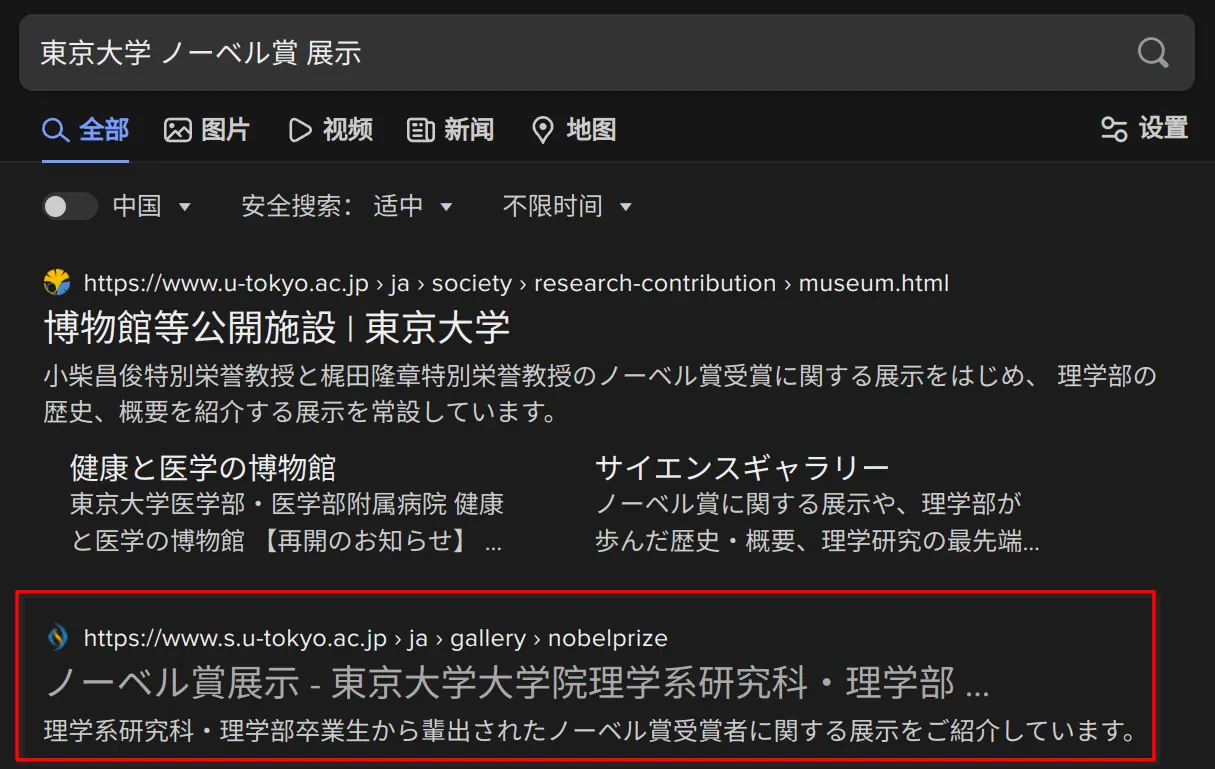 東京大学 ノーベル賞 展示
全部 图片 视频 新闻 地图 设置
中国 安全搜索： 适中 不限时间
https://www.u-tokyo.ac.jp › ja › society › research-contribution › museum.html
博物館等公開施設 | 東京大学
小柴昌俊特別栄誉教授と梶田隆章特別栄誉教授のノーベル賞受賞に関する展示をはじめ、 理学部の
歴史、概要を紹介する展示を常設しています。
健康と医学の博物館
東京大学医学部・医学部附属病院 健康
と医学の博物館 【再開のお知らせ】 ...
サイエンスギャラリー
ノーベル賞に関する展示や、理学部が
歩んだ歴史・概要、理学研究の最先端...
https://www.s.u-tokyo.ac.jp › ja › gallery › nobelprize
ノーベル賞展示 - 東京大学大学院理学系研究科・理学部 ...
理学系研究科・理学部卒業生から輩出されたノーベル賞受賞者に関する展示をご紹介しています。